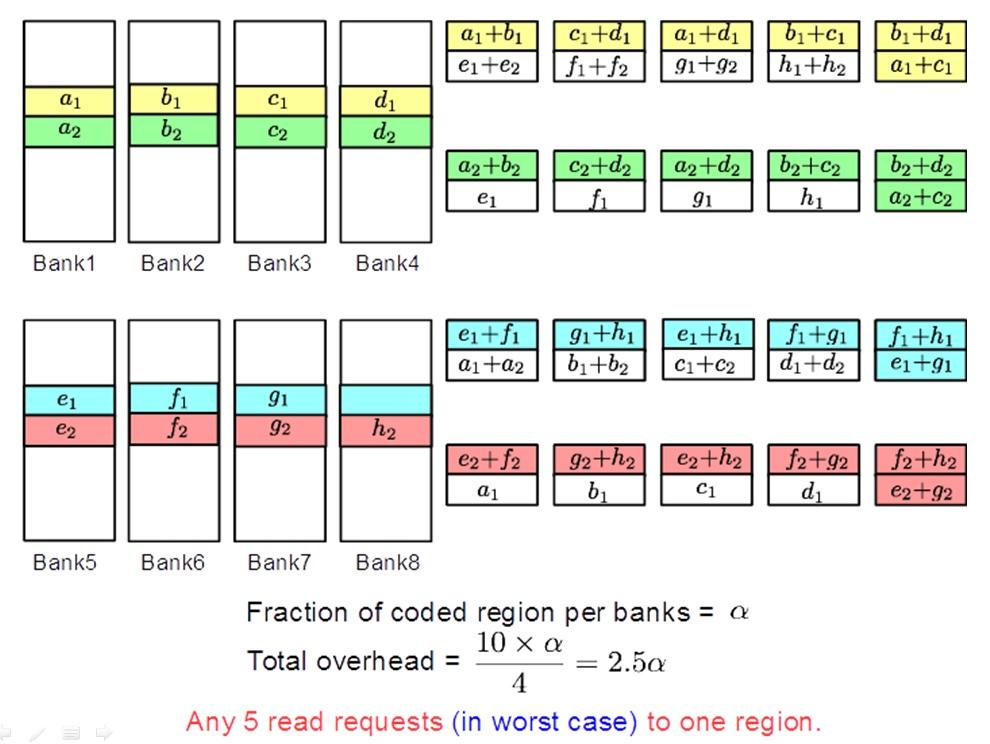 a₁+b₁ c₁+d₁ a₁+d₁ b₁+c₁ b₁+d₁
e₁+e₂ f₁+f₂ g₁+g₂ h₁+h₂ a₁+c₁
a₁ b₁ c₁ d₁
a₂ b₂ c₂ d₂
a₂+b₂ c₂+d₂ a₂+d₂ b₂+c₂ b₂+d₂
e₁ f₁ g₁ h₁ a₂+c₂
Bank1 Bank2 Bank3 Bank4
e₁+f₁ g₁+h₁ e₁+h₁ f₁+g₁ f₁+h₁
a₁+a₂ b₁+b₂ c₁+c₂ d₁+d₂ e₁+g₁
e₁ f₁ g₁
e₂ f₂ g₂ h₂
e₂+f₂ g₂+h₂ e₂+h₂ f₂+g₂ f₂+h₂
a₁ b₁ c₁ d₁ e₂+g₂
Bank5 Bank6 Bank7 Bank8
Fraction of coded region per banks = α
Total overhead = 10 × α / 4 = 2.5α
Any 5 read requests (in worst case) to one region.